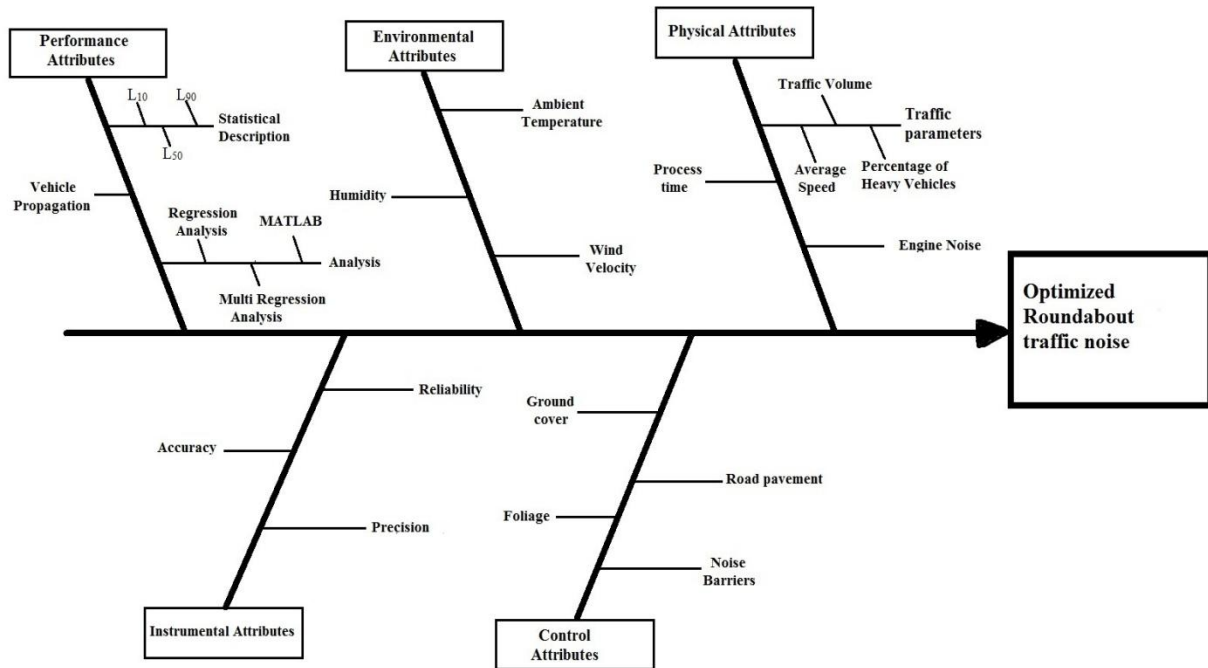 Performance
Attributes
Environmental
Attributes
Physical Attributes
L10
L90
Statistical
Description
L50
Vehicle
Propagation
Regression
Analysis
MATLAB
Analysis
Multi Regression
Analysis
Ambient
Temperature
Humidity
Wind
Velocity
Traffic Volume
Traffic
parameters
Average
Speed
Percentage of
Heavy Vehicles
Process
time
Engine Noise
Optimized
Roundabout
traffic noise
Reliability
Accuracy
Precision
Instrumental Attributes
Ground
cover
Road pavement
Foliage
Noise
Barriers
Control
Attributes